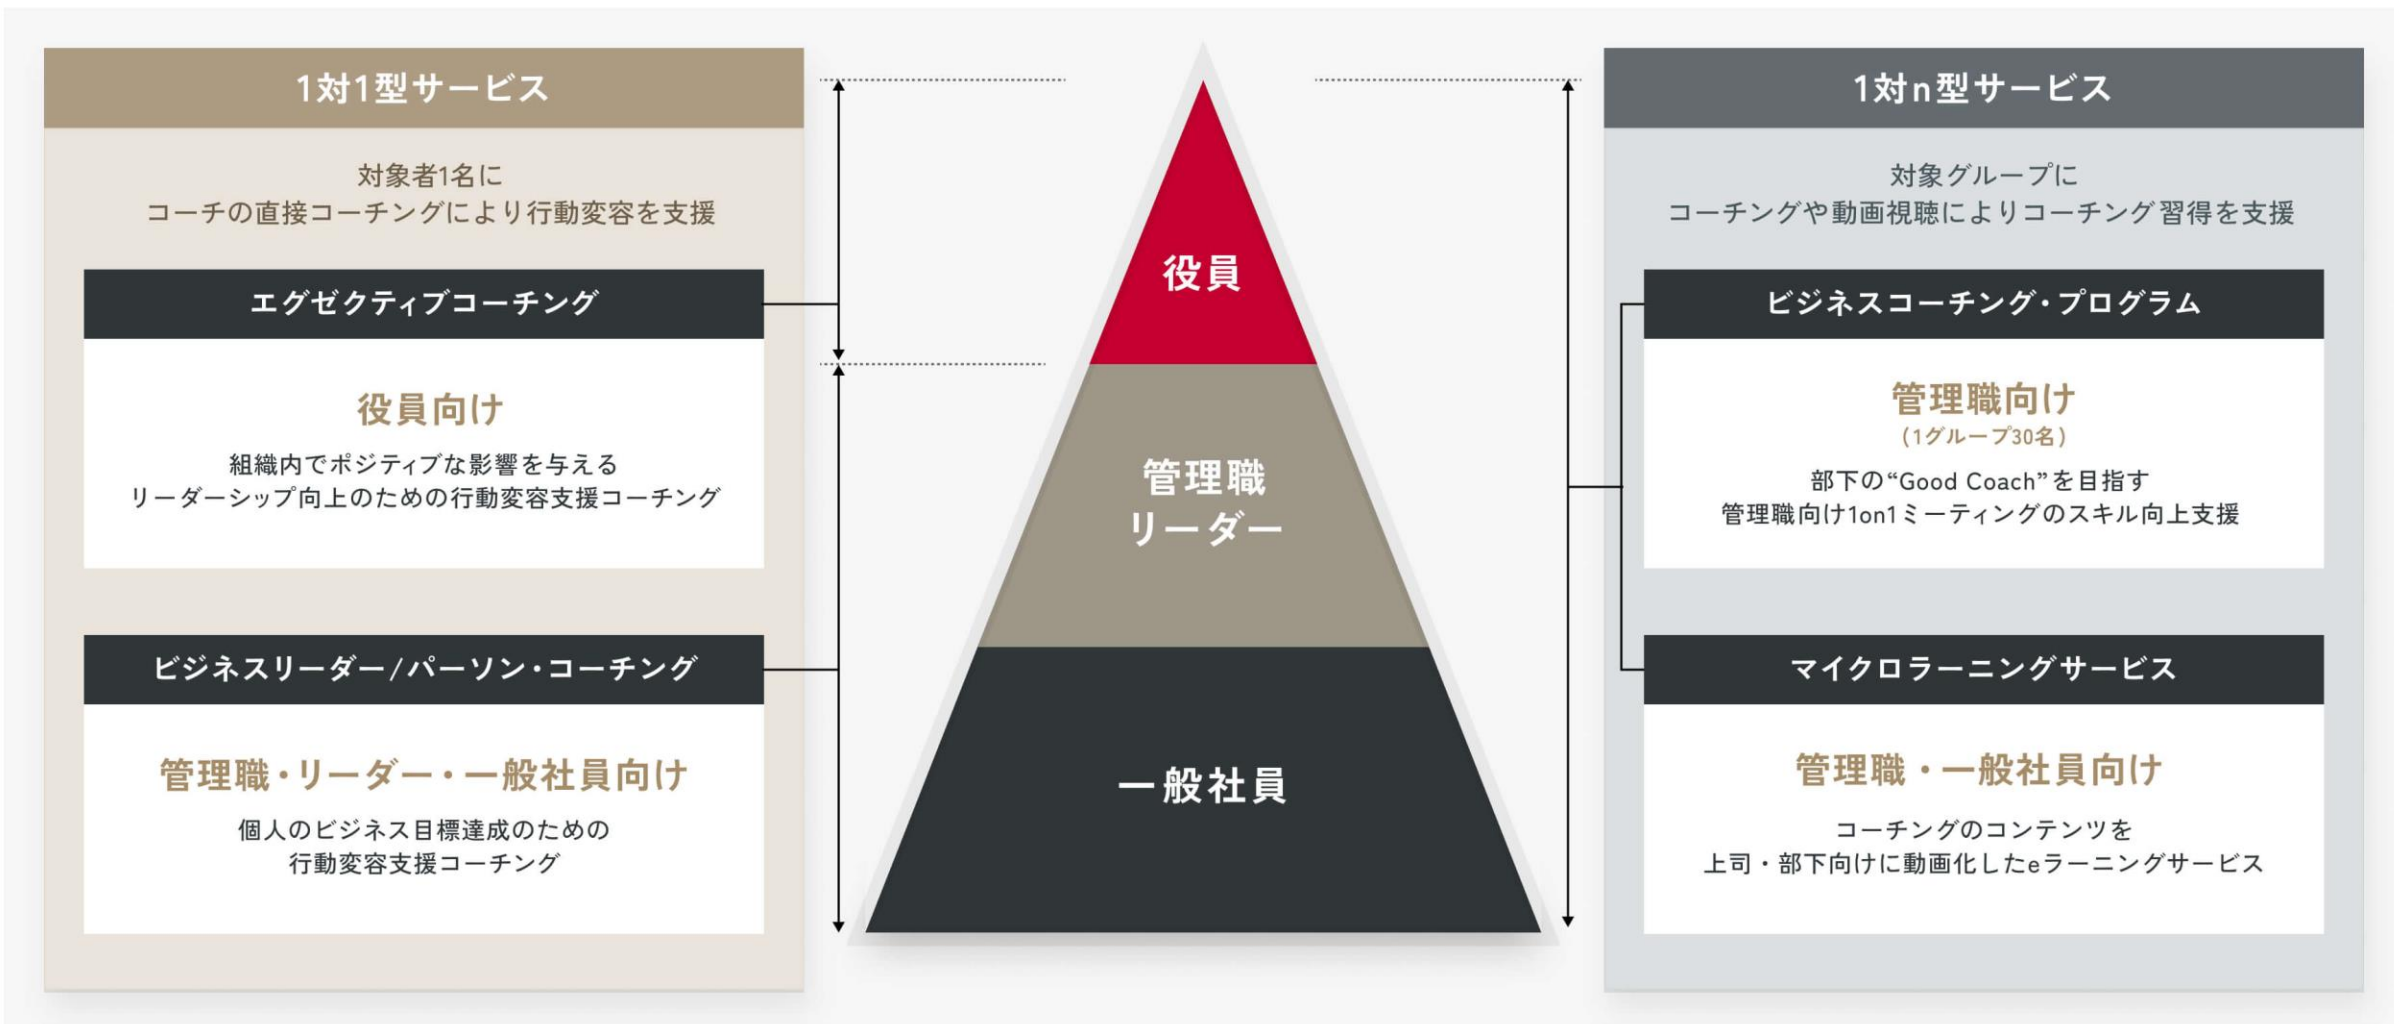 1対1型サービス
対象者1名に
コーチの直接コーチングにより行動変容を支援
エグゼクティブコーチング
役員向け
組織内でポジティブな影響を与える
リーダーシップ向上のための行動変容支援コーチング
ビジネスリーダー/パーソン・コーチング
管理職・リーダー・一般社員向け
個人のビジネス目標達成のための
行動変容支援コーチング
役員
管理職
リーダー
一般社員
1対n型サービス
対象グループに
コーチングや動画視聴によりコーチング習得を支援
ビジネスコーチング・プログラム
管理職向け
(1グループ30名)
部下の“Good Coach”を目指す
管理職向け1on1ミーティングのスキル向上支援
マイクロラーニングサービス
管理職・一般社員向け
コーチングのコンテンツを
上司・部下向けに動画化したeラーニングサービス